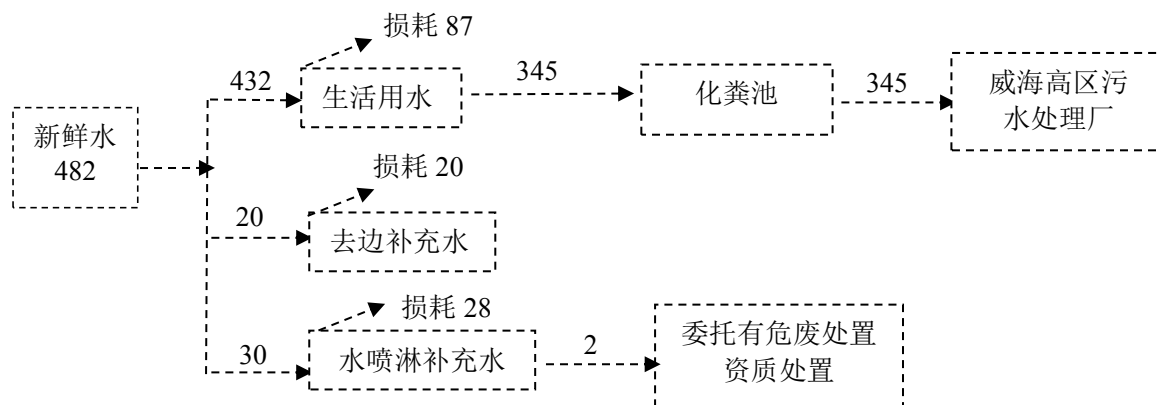 损耗 87
432
生活用水
345
化粪池
345
威海高区污
水处理厂
新鲜水
482
损耗 20
20
去边补充水
损耗 28
30
水喷淋补充水
2
委托有危废处置
资质处置